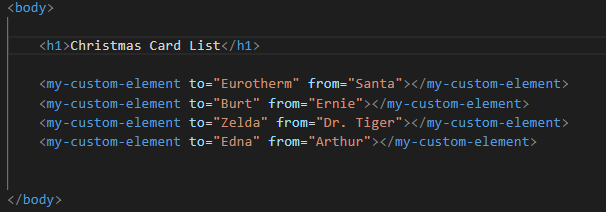 <body>
<h1>Christmas Card List</h1>
<my-custom-element to="Eurotherm" from="Santa"></my-custom-element>
<my-custom-element to="Burt" from="Ernie"></my-custom-element>
<my-custom-element to="Zelda" from="Dr. Tiger"></my-custom-element>
<my-custom-element to="Edna" from="Arthur"></my-custom-element>
</body>